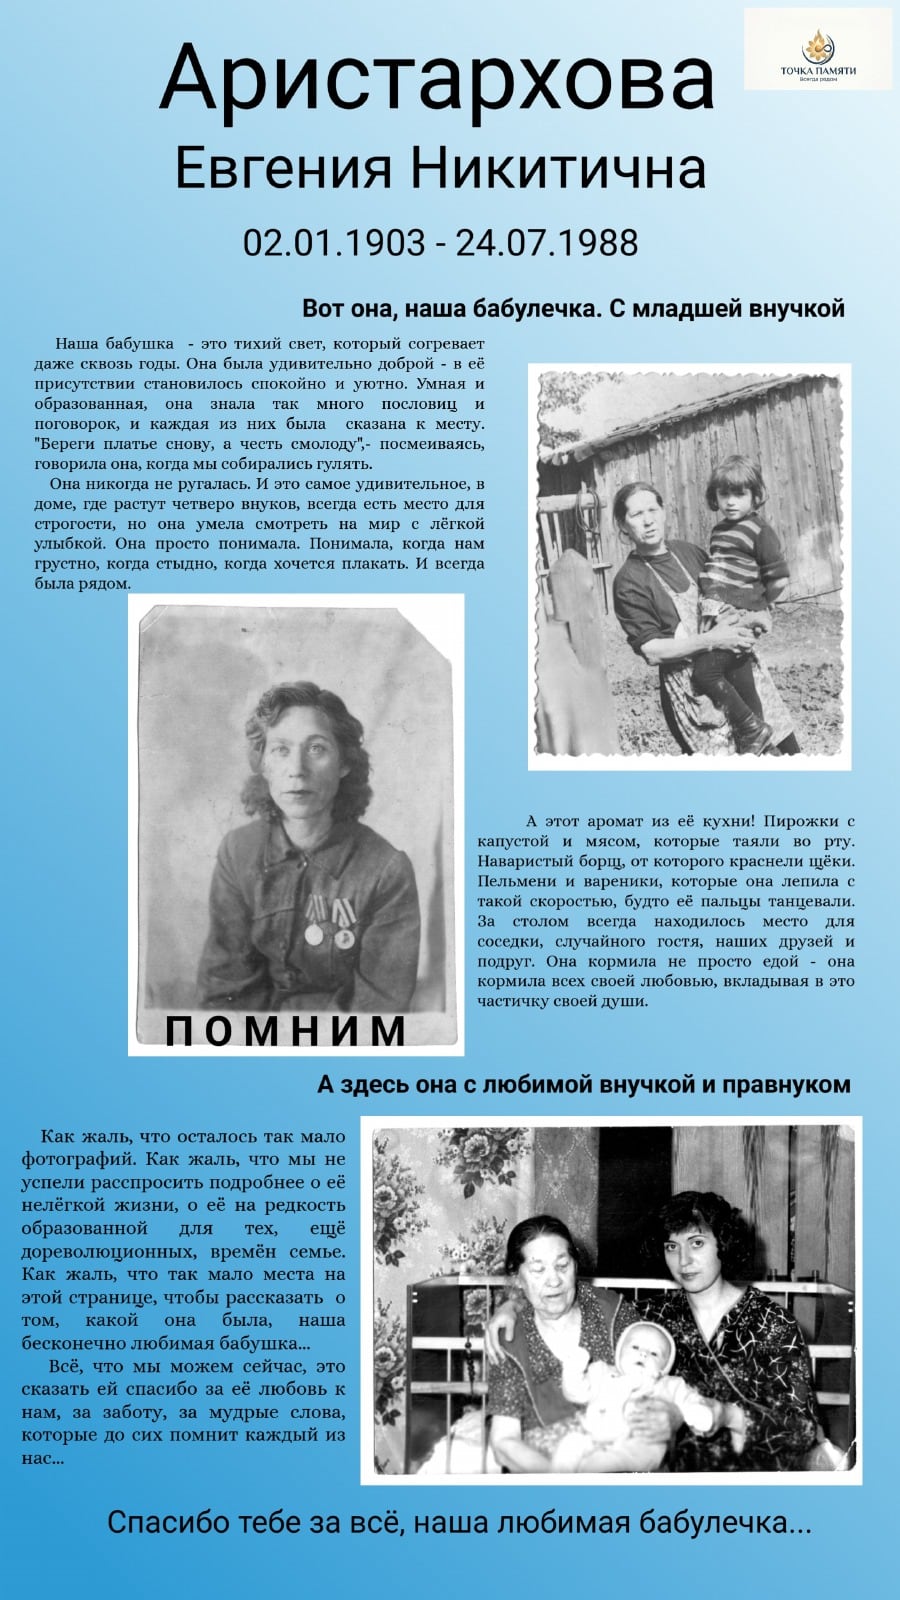 Аристархова
ТОЧКА ПАМЯТИ
Всегда рядом
Евгения Никитична
02.01.1903 - 24.07.1988
Вот она, наша бабулечка. С младшей внучкой
Наша бабушка - это тихий свет, который согревает
даже сквозь годы. Она была удивительно доброй - в её
присутствии становилось спокойно и уютно. Умная и
образованная, она знала так много пословиц и
поговорок, и каждая из них была сказана к месту.
"Береги платье снову, а честь смолоду",- посмеиваясь,
говорила она, когда мы собирались гулять.
Она никогда не ругалась. И это самое удивительное, в
доме, где растут четверо внуков, всегда есть место для
строгости, но она умела смотреть на мир с лёгкой
улыбкой. Она просто понимала. Понимала, когда нам
грустно, когда стыдно, когда хочется плакать. И всегда
была рядом.
ПОМНИМ
А этот аромат из её кухни! Пирожки с
капустой и мясом, которые таяли во рту.
Наваристый борщ, от которого краснели щёки.
Пельмени и вареники, которые она лепила с
такой скоростью, будто её пальцы танцевали.
За столом всегда находилось место для
соседки, случайного гостя, наших друзей и
подруг. Она кормила не просто едой - она
кормила всех своей любовью, вкладывая в это
частичку своей души.
А здесь она с любимой внучкой и правнуком
Как жаль, что осталось так мало
фотографий. Как жаль, что мы не
успели расспросить подробнее о её
нелёгкой жизни, о её на редкость
образованной для тех, ещё
дореволюционных, времён семье.
Как жаль, что так мало места на
этой странице, чтобы рассказать о
том, какой она была, наша
бесконечно любимая бабушка...
Всё, что мы можем сейчас, это
сказать ей спасибо за её любовь к
нам, за заботу, за мудрые слова,
которые до сих помнит каждый из
нас...
Спасибо тебе за всё, наша любимая бабулечка...